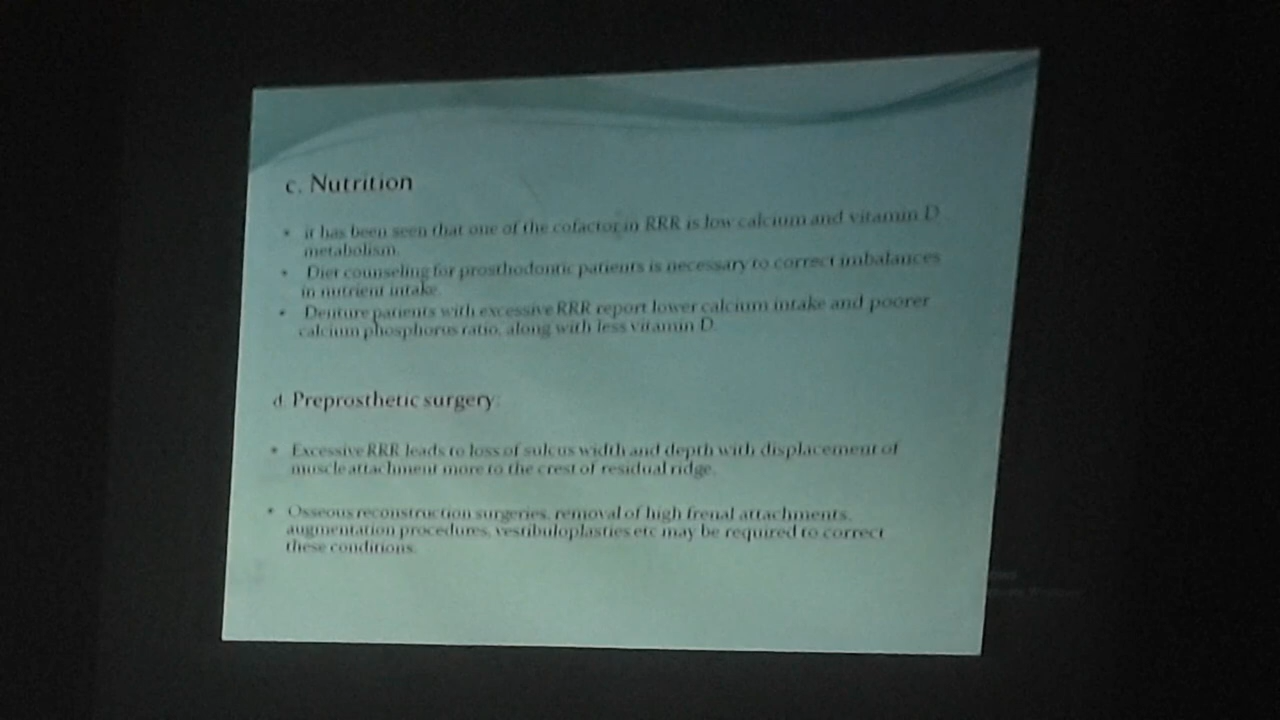 c. Nutrition
• it has been seen that one of the cofactor in RRR is low calcium and vitamin D
metabolism.
• Diet counseling for prosthodontic patients is necessary to correct imbalances
in nutrient intake.
• Denture patients with excessive RRR report lower calcium intake and poorer
calcium phosphorus ratio, along with less vitamin D.
d. Preprosthetic surgery:
• Excessive RRR leads to loss of sulcus width and depth with displacement of
muscle attachment more to the crest of residual ridge.
• Osseous reconstruction surgeries, removal of high frenal attachments,
augmentation procedures, vestibuloplasties etc may be required to correct
these conditions.